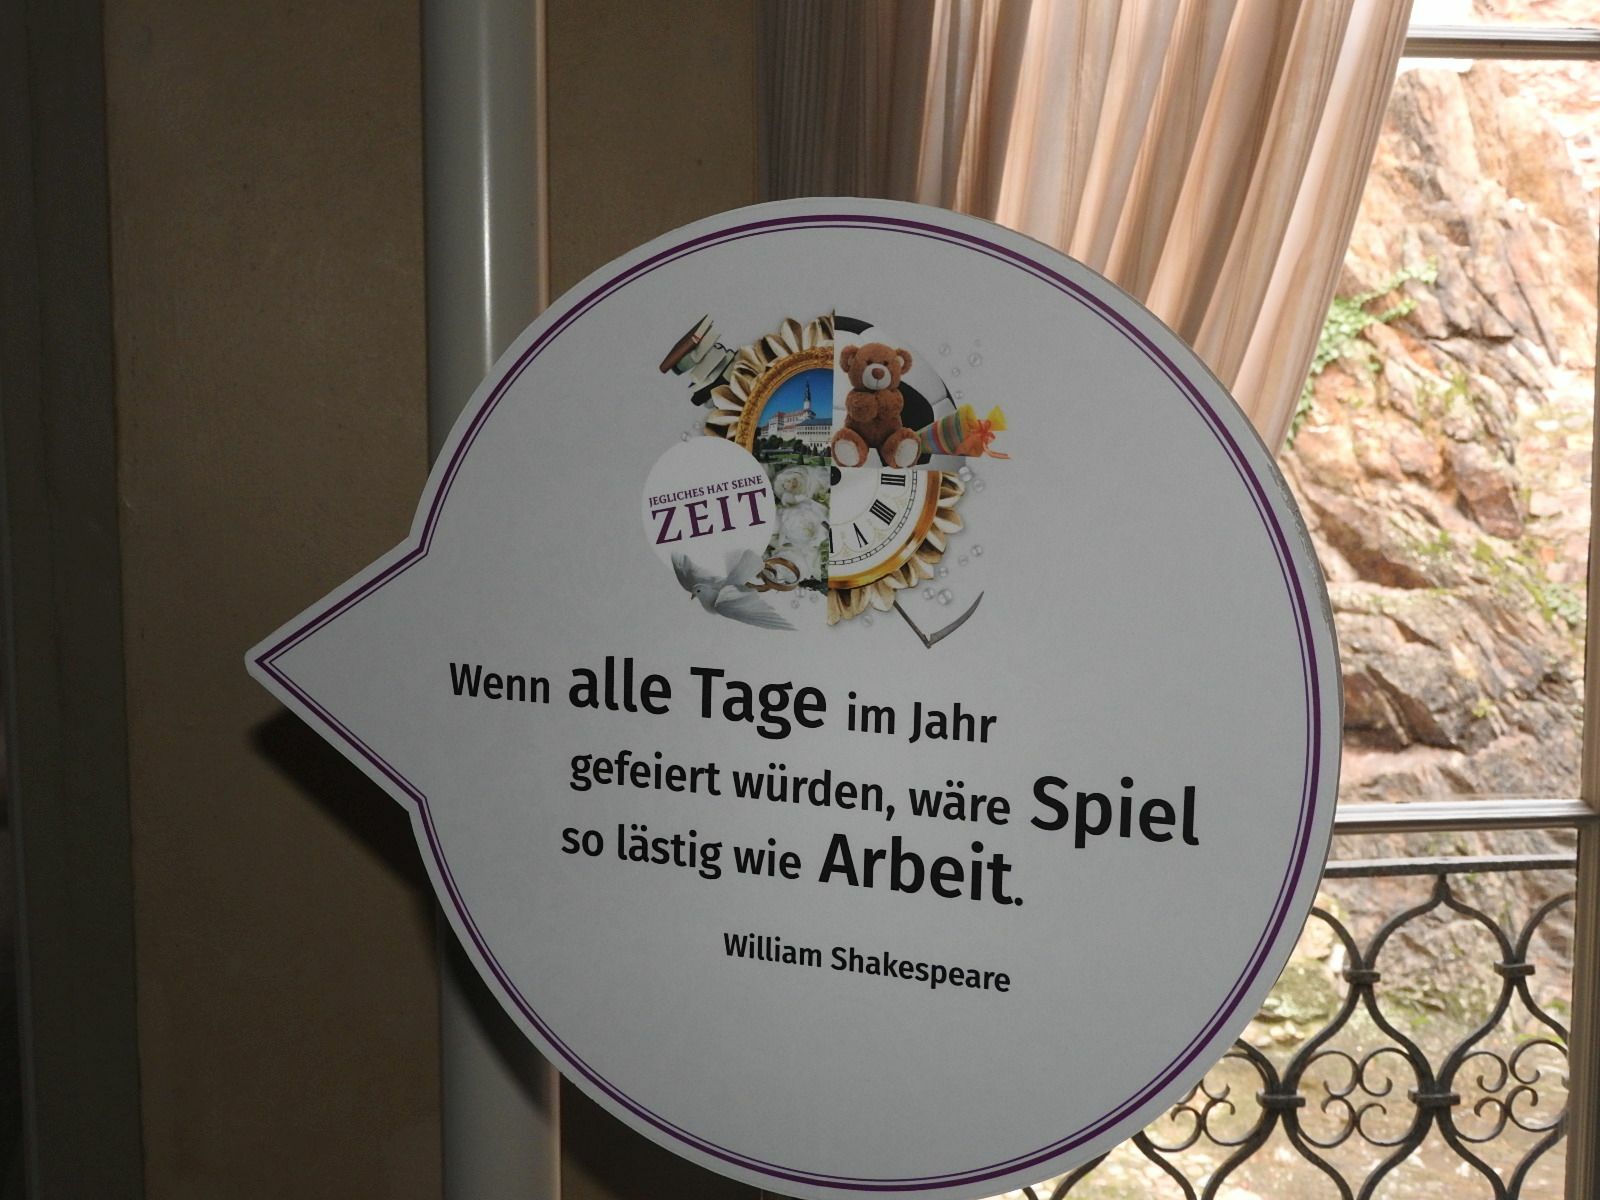 JEGLICHES HAT SEINE
ZEIT
Wenn alle Tage im Jahr
gefeiert würden, wäre Spiel
so lästig wie Arbeit.
William Shakespeare